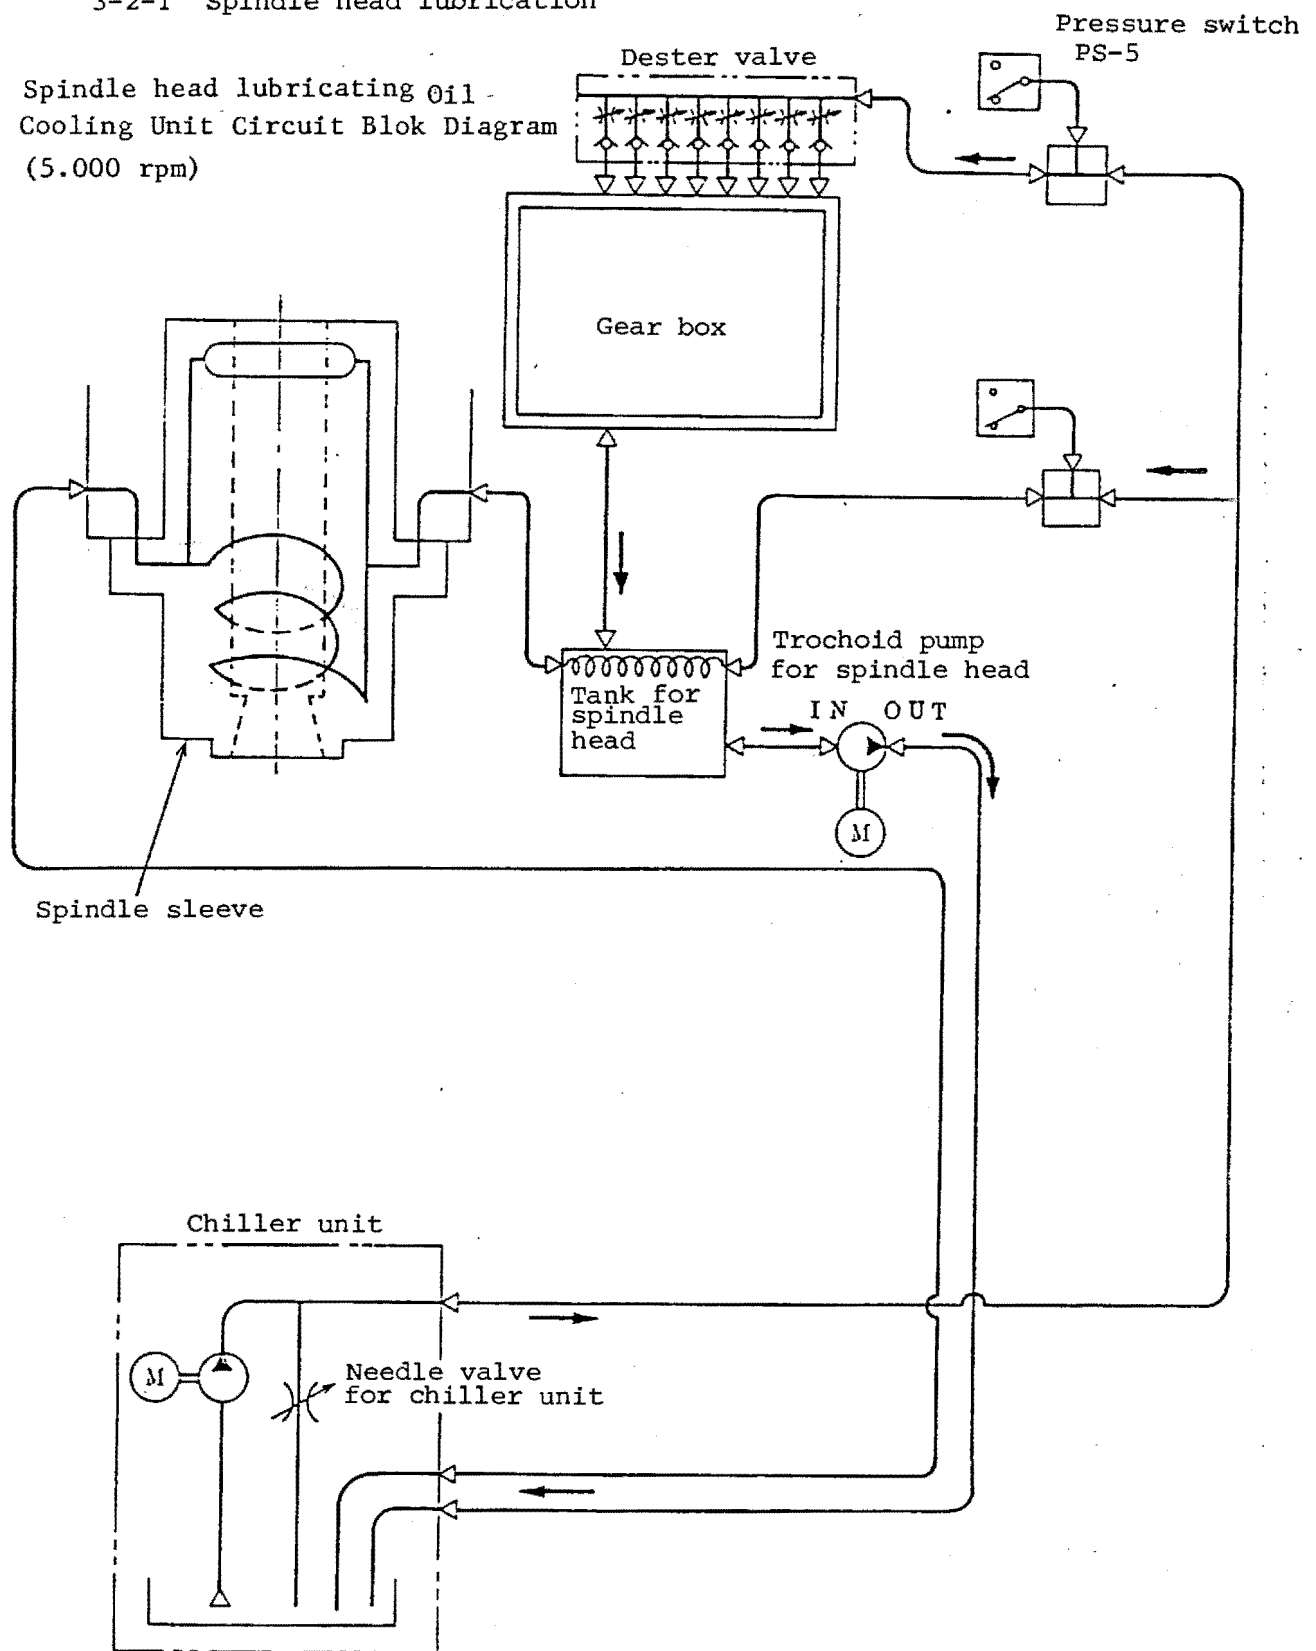 3-2-1 Spindle head lubrication
Pressure switch
PS-5
Dester valve
Spindle head lubricating Oil
Cooling Unit Circuit Blok Diagram
(5.000 rpm)
Gear box
Trochoid pump
for spindle head
IN OUT
Tank for
spindle
head
M
Spindle sleeve
Chiller unit
M
Needle valve
for chiller unit